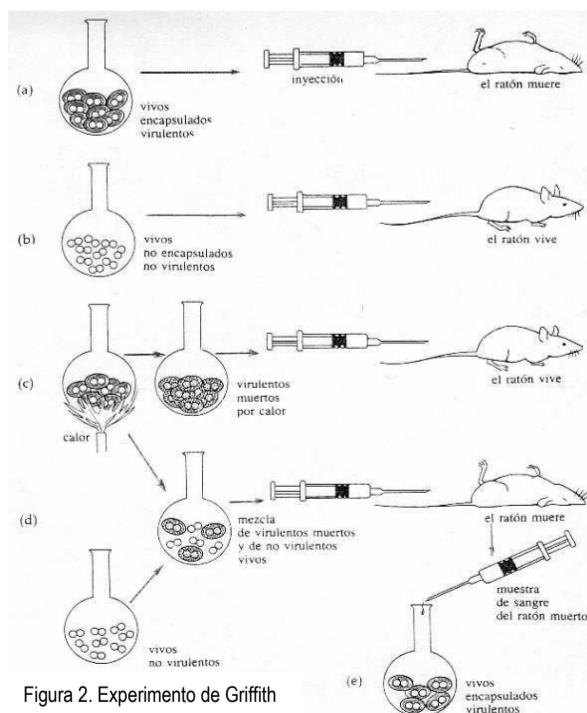 (a)
vivos
encapsulados
virulentos
inyección
el ratón muere
(b)
vivos
no encapsulados
no virulentos
el ratón vive
(c)
calor
virulentos
muertos
por calor
el ratón vive
(d)
mezcla
de virulentos muertos
y de no virulentos
vivos
el ratón muere
vivos
no virulentos
muestra
de sangre
del ratón muerto
(e)
vivos
encapsulados
virulentos
Figura 2. Experimento de Griffith